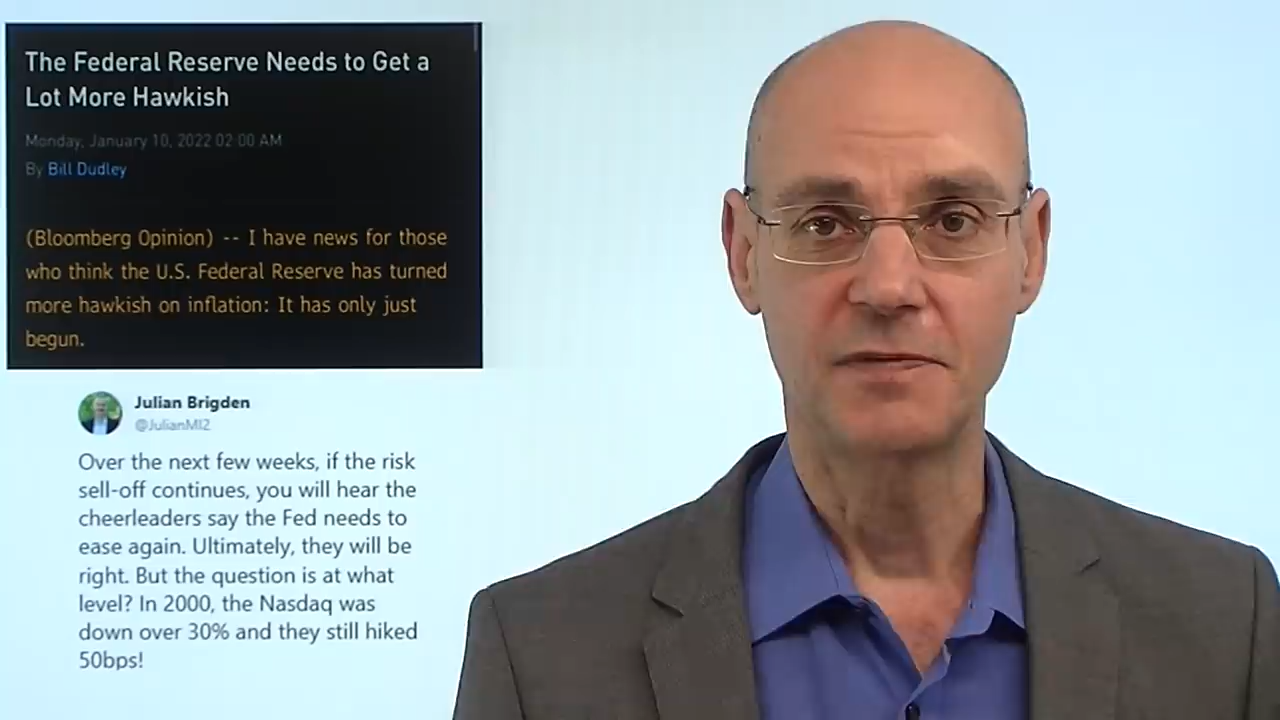 The Federal Reserve Needs to Get a
Lot More Hawkish
Monday, January 10, 2022 02:00 AM
By Bill Dudley
(Bloomberg Opinion) -- I have news for those
who think the U.S. Federal Reserve has turned
more hawkish on inflation: It has only just
begun.
Julian Brigden
@JulianMI2
Over the next few weeks, if the risk
sell-off continues, you will hear the
cheerleaders say the Fed needs to
ease again. Ultimately, they will be
right. But the question is at what
level? In 2000, the Nasdaq was
down over 30% and they still hiked
50bps!